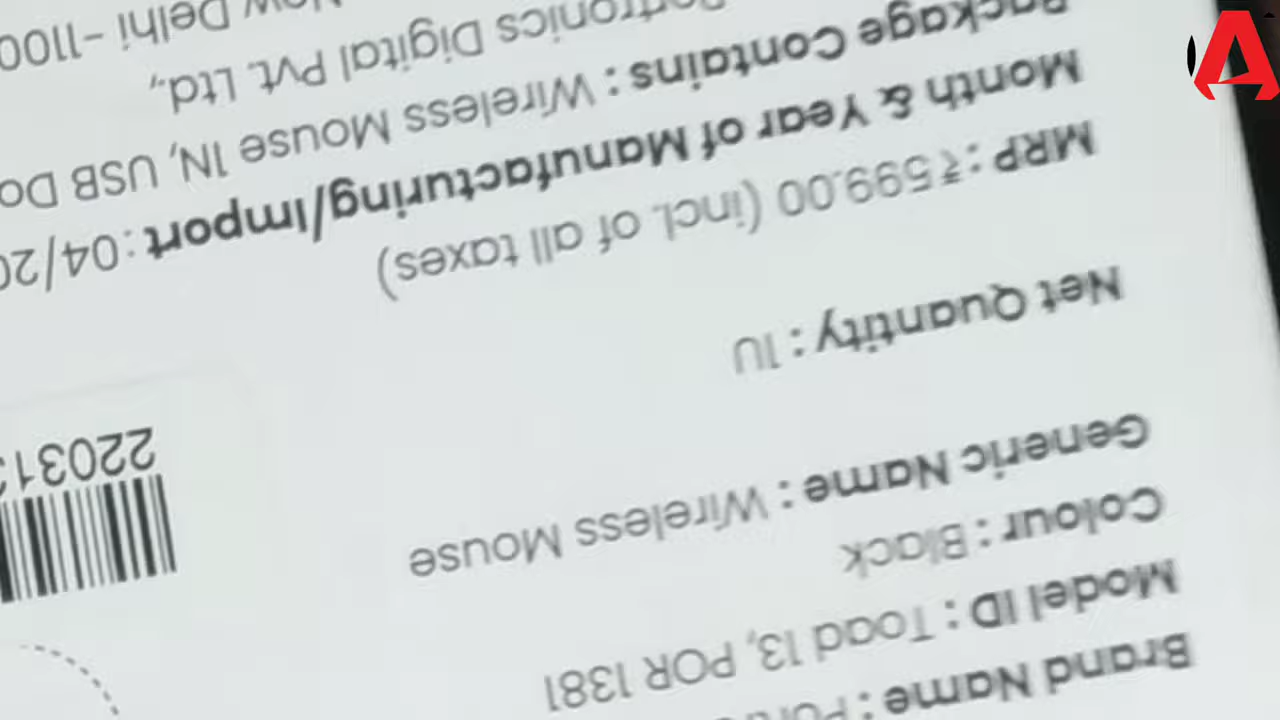 Brand Name :
Model ID : Toad 13, POR 1381
Colour : Black
Generic Name : Wireless Mouse
22031
Net Quantity : 1U
MRP : ₹599.00 (incl. of all taxes)
Month & Year of Manufacturing/Import : 04/20
Package Contains : Wireless Mouse 1N, USB Do
Portronics Digital Pvt. Ltd.,
New Delhi -1100
A